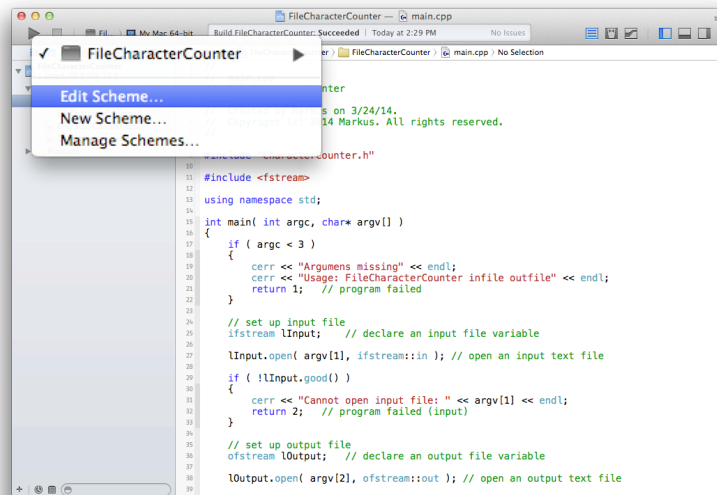 FileCharacterCounter — main.cpp
Fil... My Mac 64-bit
Build FileCharacterCounter: Succeeded | Today at 2:29 PM
No Issues
✓ FileCharacterCounter
FileCharacterCounter main.cpp No Selection
Edit Scheme...
New Scheme...
Manage Schemes...
nter
s on 3/24/14.
14 Markus. All rights reserved.
10
11 #include <fstream>
12
13 using namespace std;
14
15 int main( int argc, char* argv[] )
16 {
17 if ( argc < 3 )
18 {
19 cerr << "Argumens missing" << endl;
20 cerr << "Usage: FileCharacterCounter infile outfile" << endl;
21 return 1; // program failed
22 }
23
24 // set up input file
25 ifstream lInput; // declare an input file variable
26
27 lInput.open( argv[1], ifstream::in ); // open an input text file
28
29 if ( !lInput.good() )
30 {
31 cerr << "Cannot open input file: " << argv[1] << endl;
32 return 2; // program failed (input)
33 }
34
35 // set up output file
36 ofstream lOutput; // declare an output file variable
37
38 lOutput.open( argv[2], ofstream::out ); // open an output text file
39